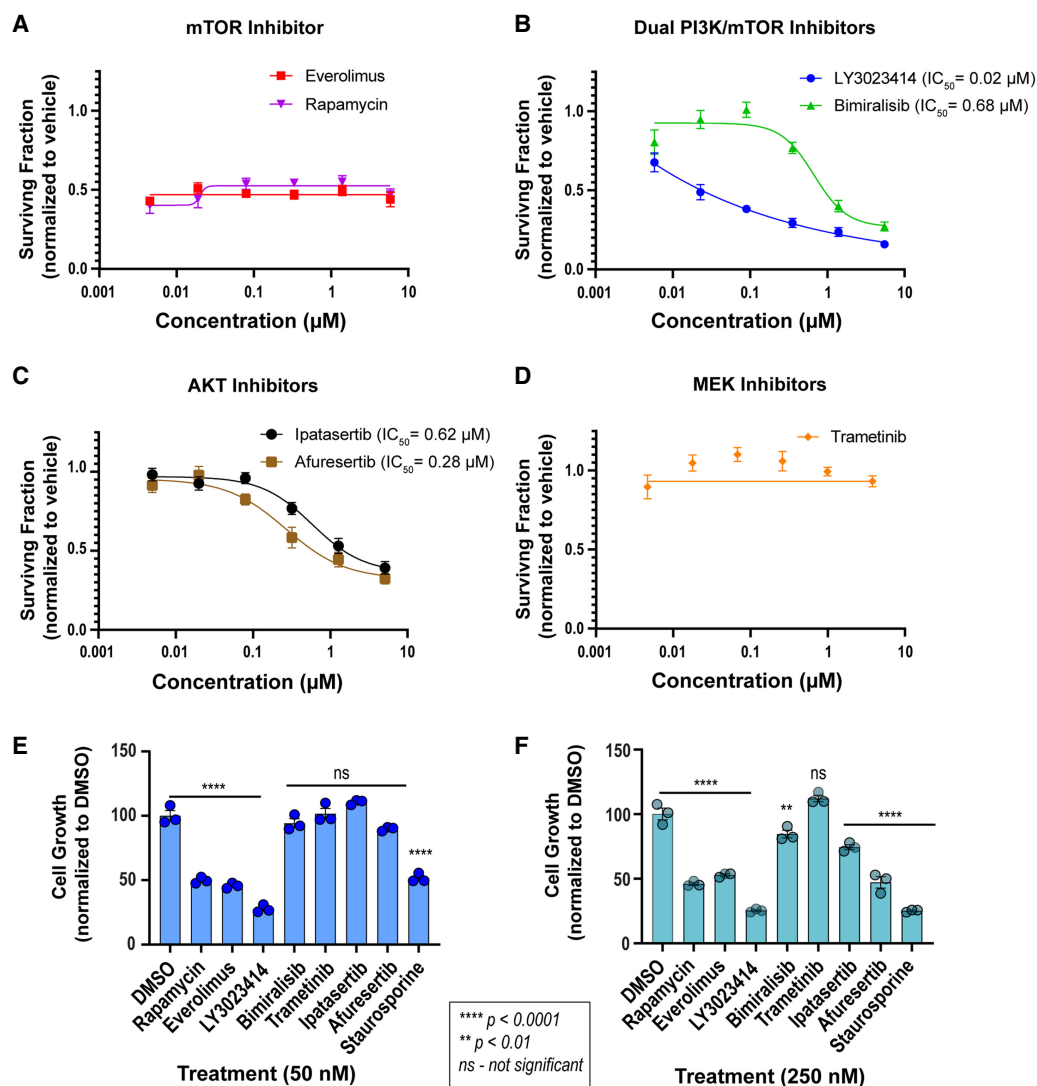 A
mTOR Inhibitor
Everolimus
Rapamycin
Survivng Fraction
(normalized to vehicle)
1.0
0.5
0.0
0.001 0.01 0.1 1 10
Concentration (µM)
B
Dual PI3K/mTOR Inhibitors
LY3023414 (IC50= 0.02 µM)
Bimiralisib (IC50= 0.68 µM)
Survivng Fraction
(normalized to vehicle)
1.0
0.5
0.0
0.001 0.01 0.1 1 10
Concentration (µM)
C
AKT Inhibitors
Ipatasertib (IC50= 0.62 µM)
Afuresertib (IC50= 0.28 µM)
Survivng Fraction
(normalized to vehicle)
1.0
0.5
0.0
0.001 0.01 0.1 1 10
Concentration (µM)
D
MEK Inhibitors
Trametinib
Survivng Fraction
(normalized to vehicle)
1.0
0.5
0.0
0.001 0.01 0.1 1 10
Concentration (µM)
E
Cell Growth
(normalized to DMSO)
150
100
50
0
****
ns
****
DMSO
Rapamycin
Everolimus
LY3023414
Bimiralisib
Trametinib
Ipatasertib
Afuresertib
Staurosporine
Treatment (50 nM)
**** p < 0.0001
** p < 0.01
ns - not significant
F
Cell Growth
(normalized to DMSO)
150
100
50
0
****
**
ns
****
DMSO
Rapamycin
Everolimus
LY3023414
Bimiralisib
Trametinib
Ipatasertib
Afuresertib
Staurosporine
Treatment (250 nM)